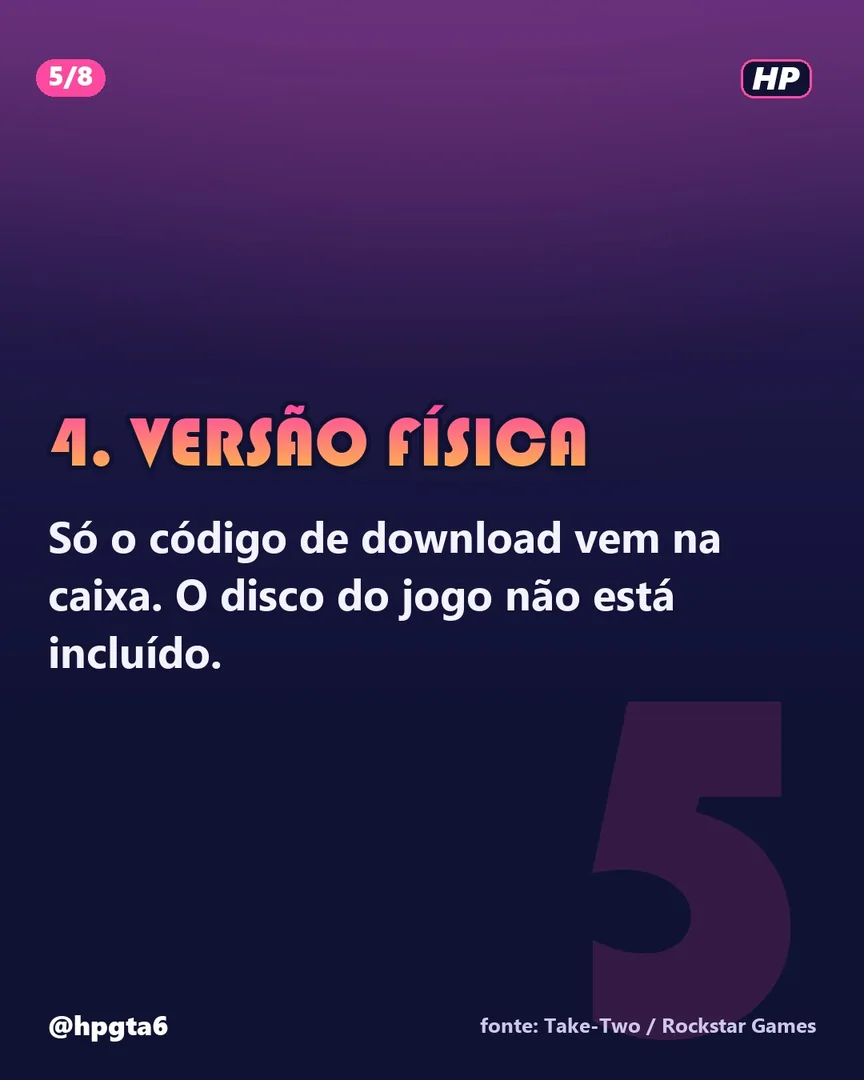 5/8
HP
4. VERSÃO FÍSICA
Só o código de download vem na
caixa. O disco do jogo não está
incluído.
5
@hpgta6
fonte: Take-Two / Rockstar Games